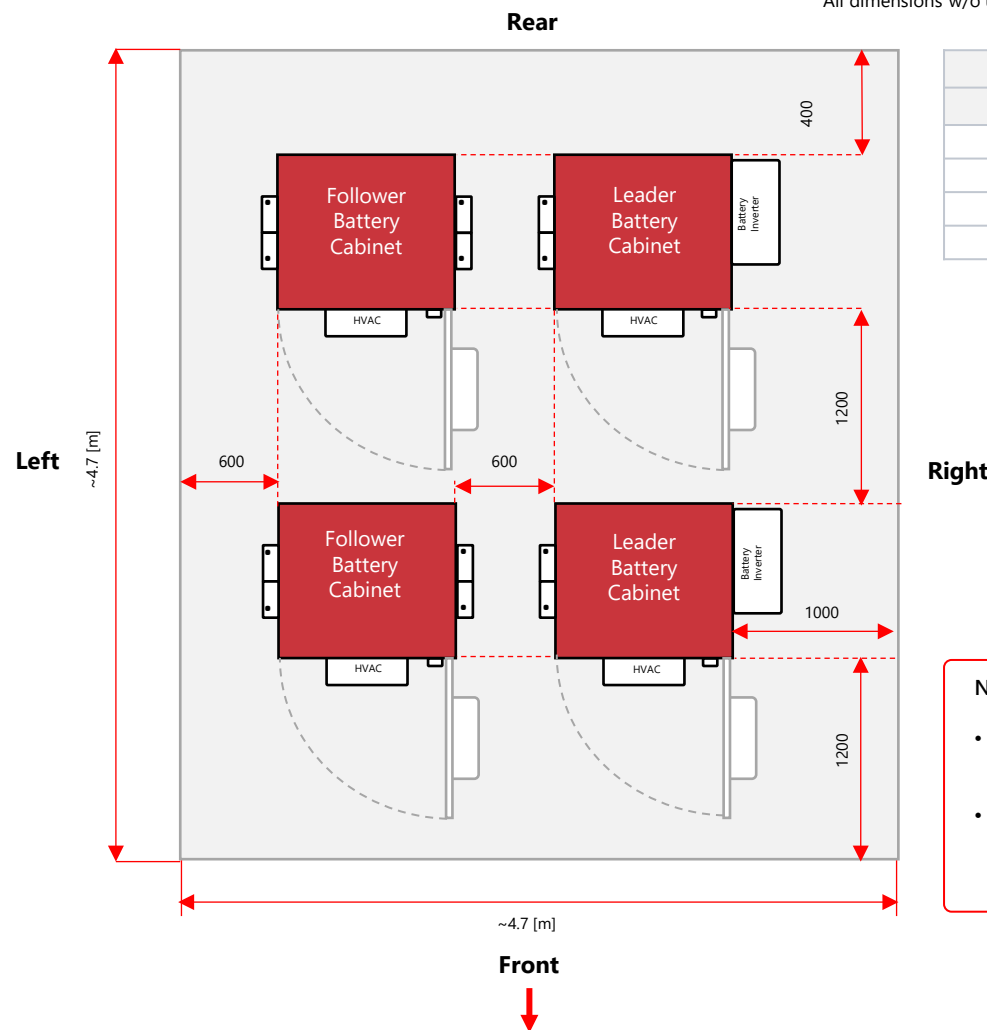 All dimensions w/o
Rear
400
Follower
Battery
Cabinet
Leader
Battery
Cabinet
Battery
Inverter
HVAC
HVAC
1200
Left
~4.7 [m]
600
600
Right
Follower
Battery
Cabinet
Leader
Battery
Cabinet
Battery
Inverter
1000
HVAC
HVAC
1200
~4.7 [m]
Front